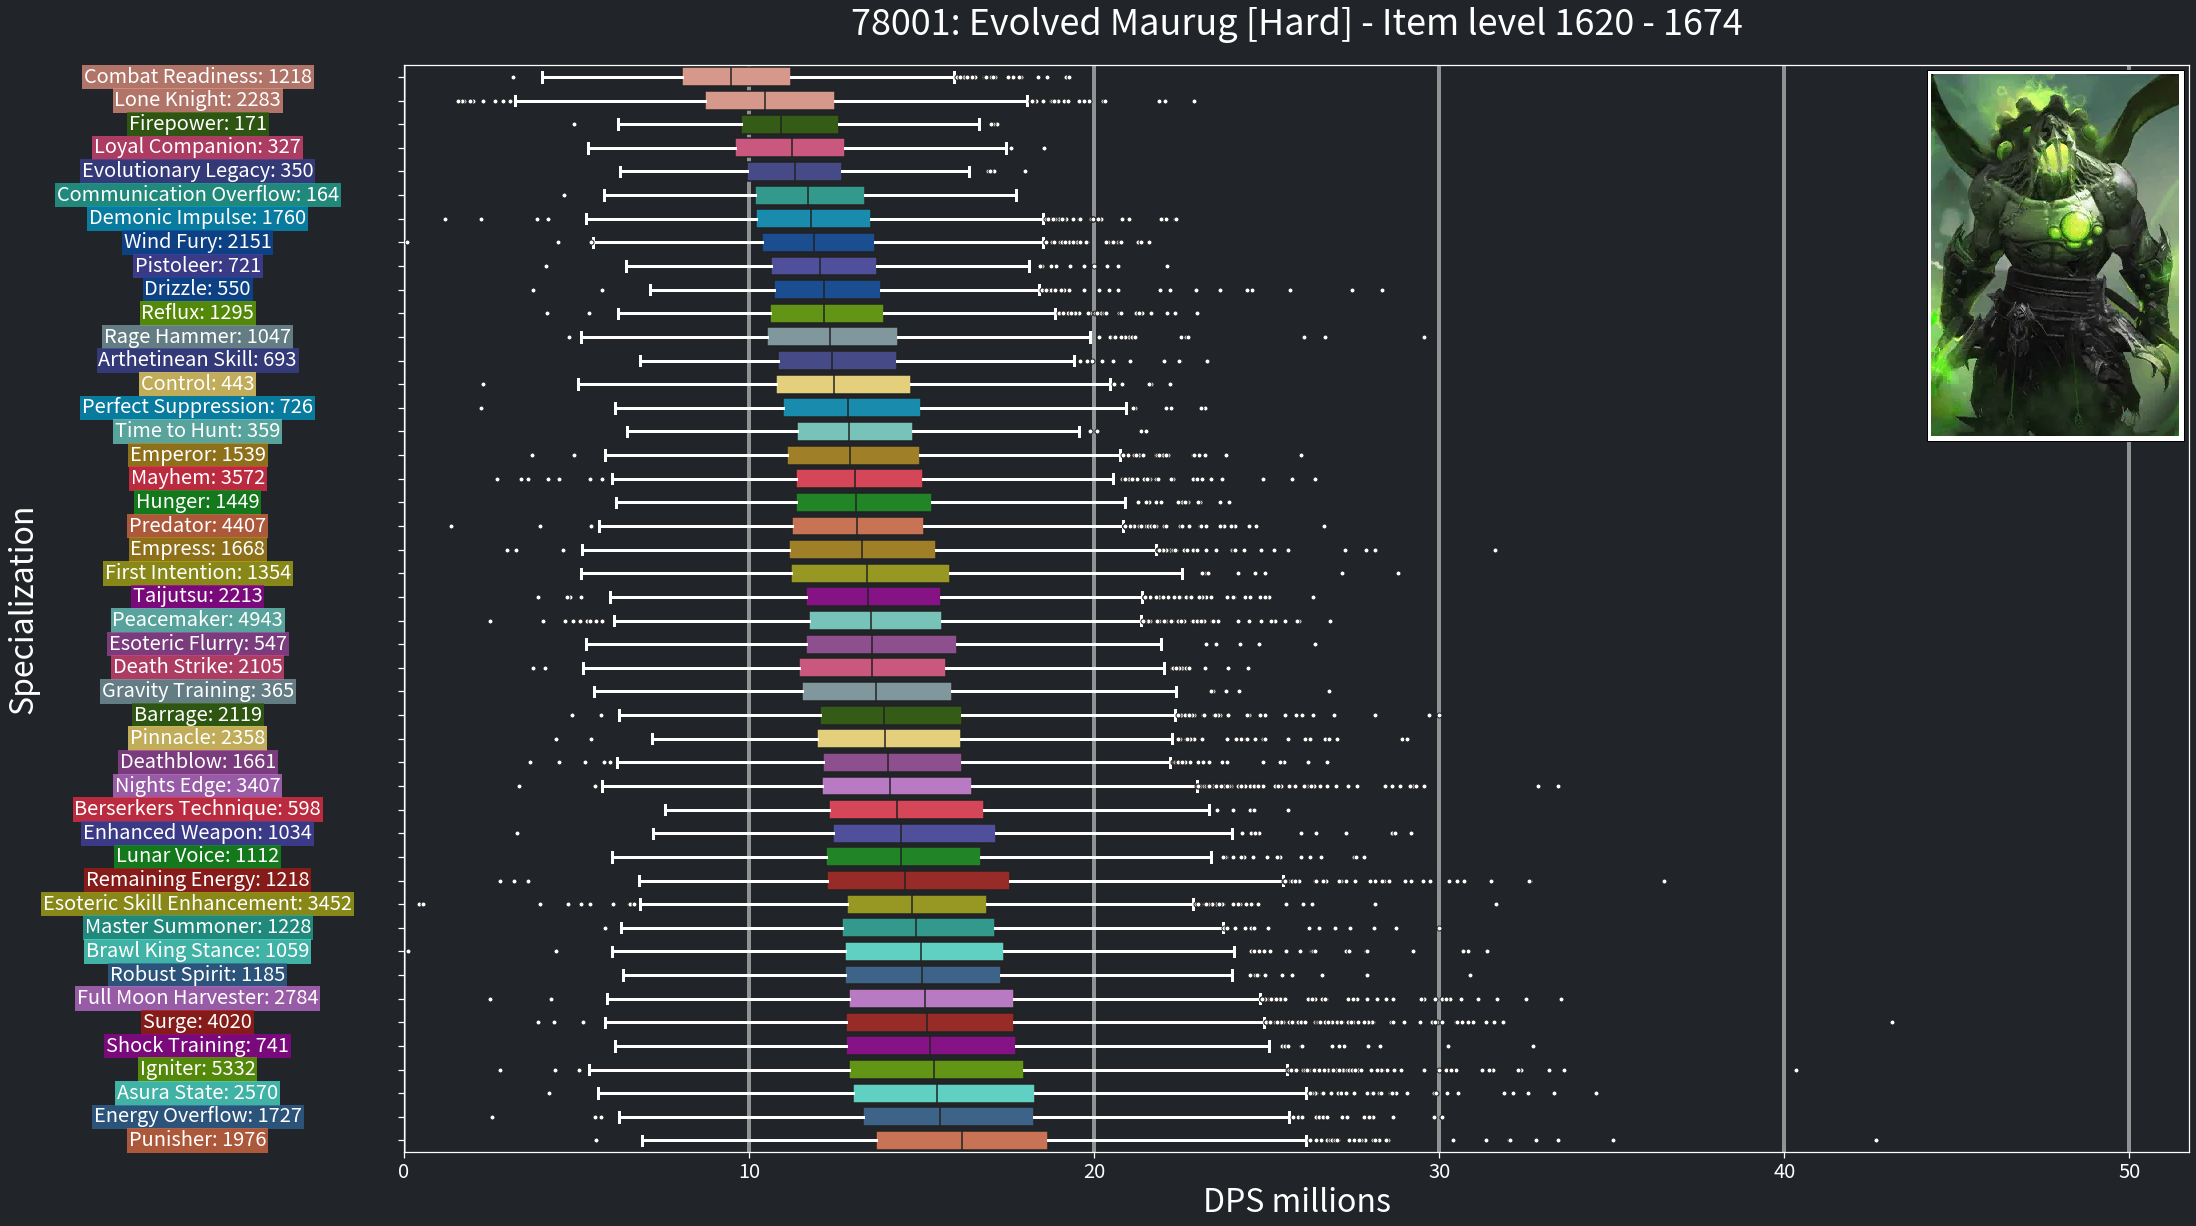 78001: Evolved Maurug [Hard] - Item level 1620 - 1674
Specialization
Combat Readiness: 1218
Lone Knight: 2283
Firepower: 171
Loyal Companion: 327
Evolutionary Legacy: 350
Communication Overflow: 164
Demonic Impulse: 1760
Wind Fury: 2151
Pistoleer: 721
Drizzle: 550
Reflux: 1295
Rage Hammer: 1047
Arthetinean Skill: 693
Control: 443
Perfect Suppression: 726
Time to Hunt: 359
Emperor: 1539
Mayhem: 3572
Hunger: 1449
Predator: 4407
Empress: 1668
First Intention: 1354
Taijutsu: 2213
Peacemaker: 4943
Esoteric Flurry: 547
Death Strike: 2105
Gravity Training: 365
Barrage: 2119
Pinnacle: 2358
Deathblow: 1661
Nights Edge: 3407
Berserkers Technique: 598
Enhanced Weapon: 1034
Lunar Voice: 1112
Remaining Energy: 1218
Esoteric Skill Enhancement: 3452
Master Summoner: 1228
Brawl King Stance: 1059
Robust Spirit: 1185
Full Moon Harvester: 2784
Surge: 4020
Shock Training: 741
Igniter: 5332
Asura State: 2570
Energy Overflow: 1727
Punisher: 1976
0 10 20 30 40 50
DPS millions